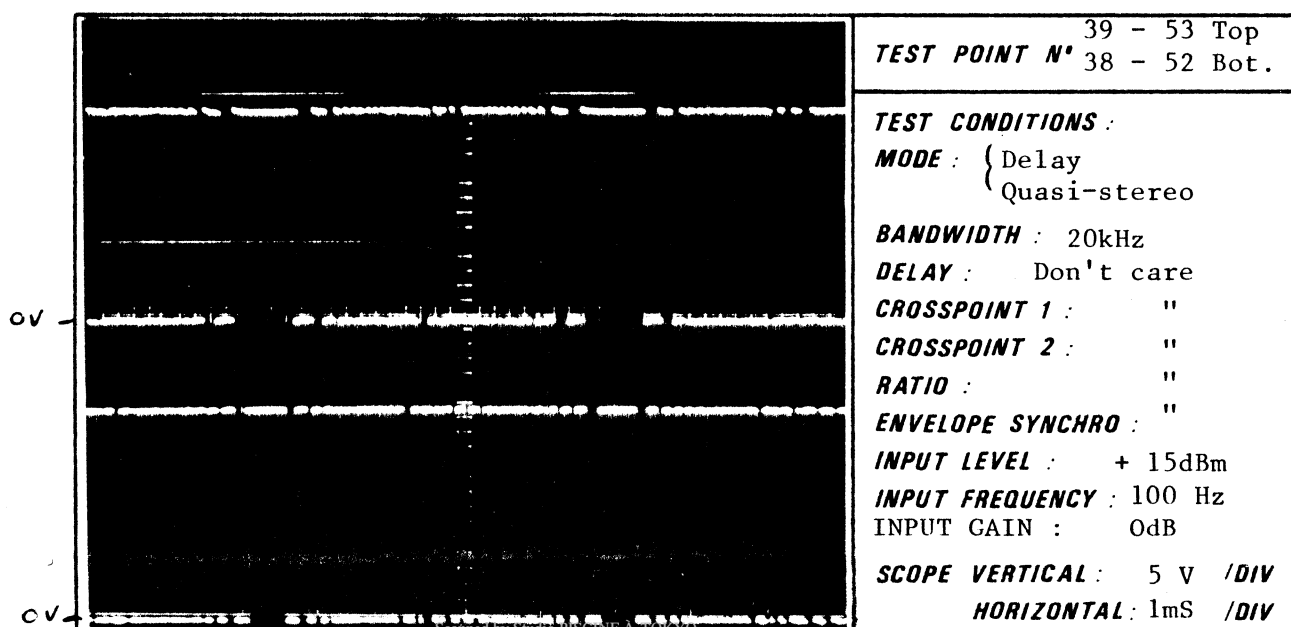 39 - 53 Top
TEST POINT N° 38 - 52 Bot.
TEST CONDITIONS :
MODE : { Delay
Quasi-stereo
BANDWIDTH : 20kHz
DELAY : Don't care
CROSSPOINT 1 : "
CROSSPOINT 2 : "
RATIO : "
ENVELOPE SYNCHRO : "
INPUT LEVEL : + 15dBm
INPUT FREQUENCY : 100 Hz
INPUT GAIN : 0dB
SCOPE VERTICAL : 5 V /DIV
HORIZONTAL : 1mS /DIV
0V
0V